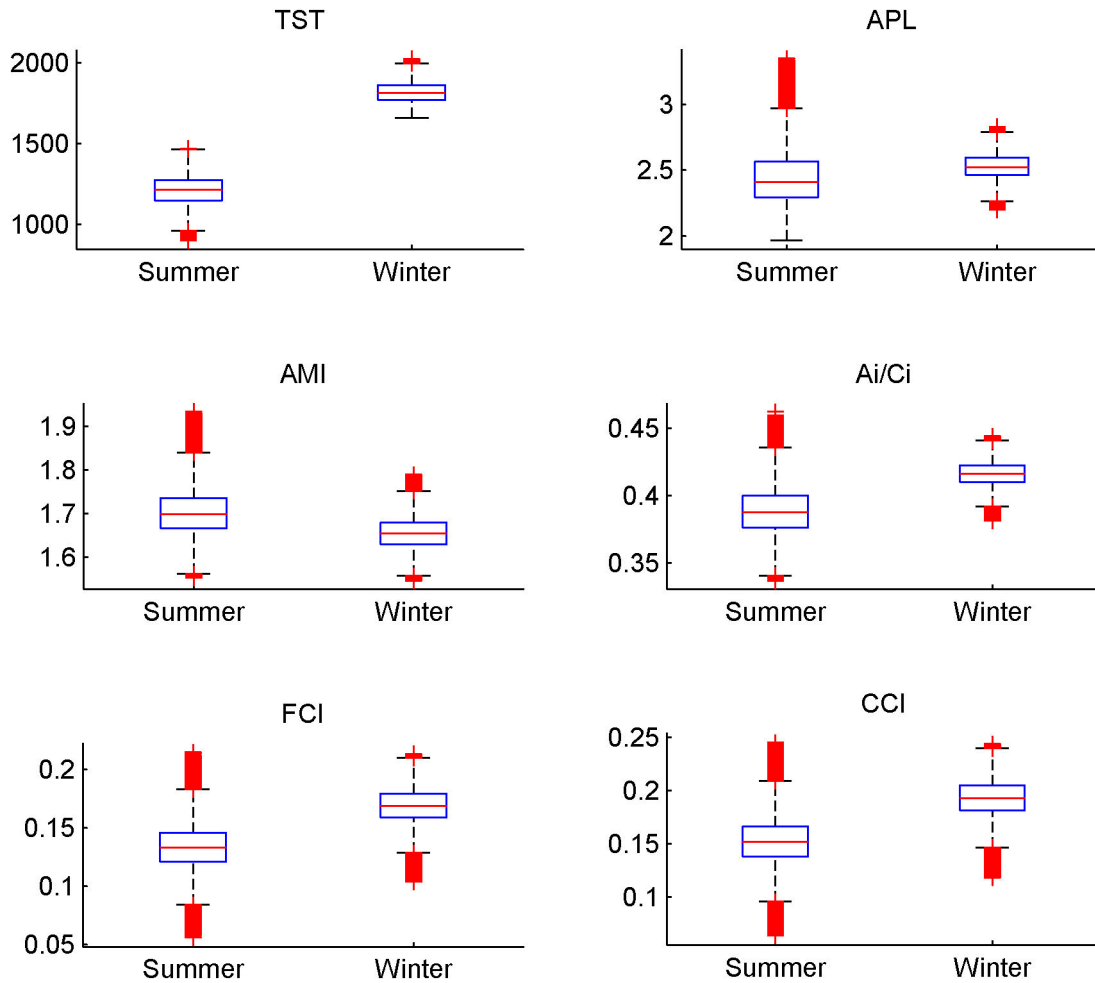 TST
2000
1500
1000
Summer Winter
APL
3
2.5
2
Summer Winter
AMI
1.9
1.8
1.7
1.6
Summer Winter
Ai/Ci
0.45
0.4
0.35
Summer Winter
FCI
0.2
0.15
0.1
0.05
Summer Winter
CCI
0.25
0.2
0.15
0.1
Summer Winter